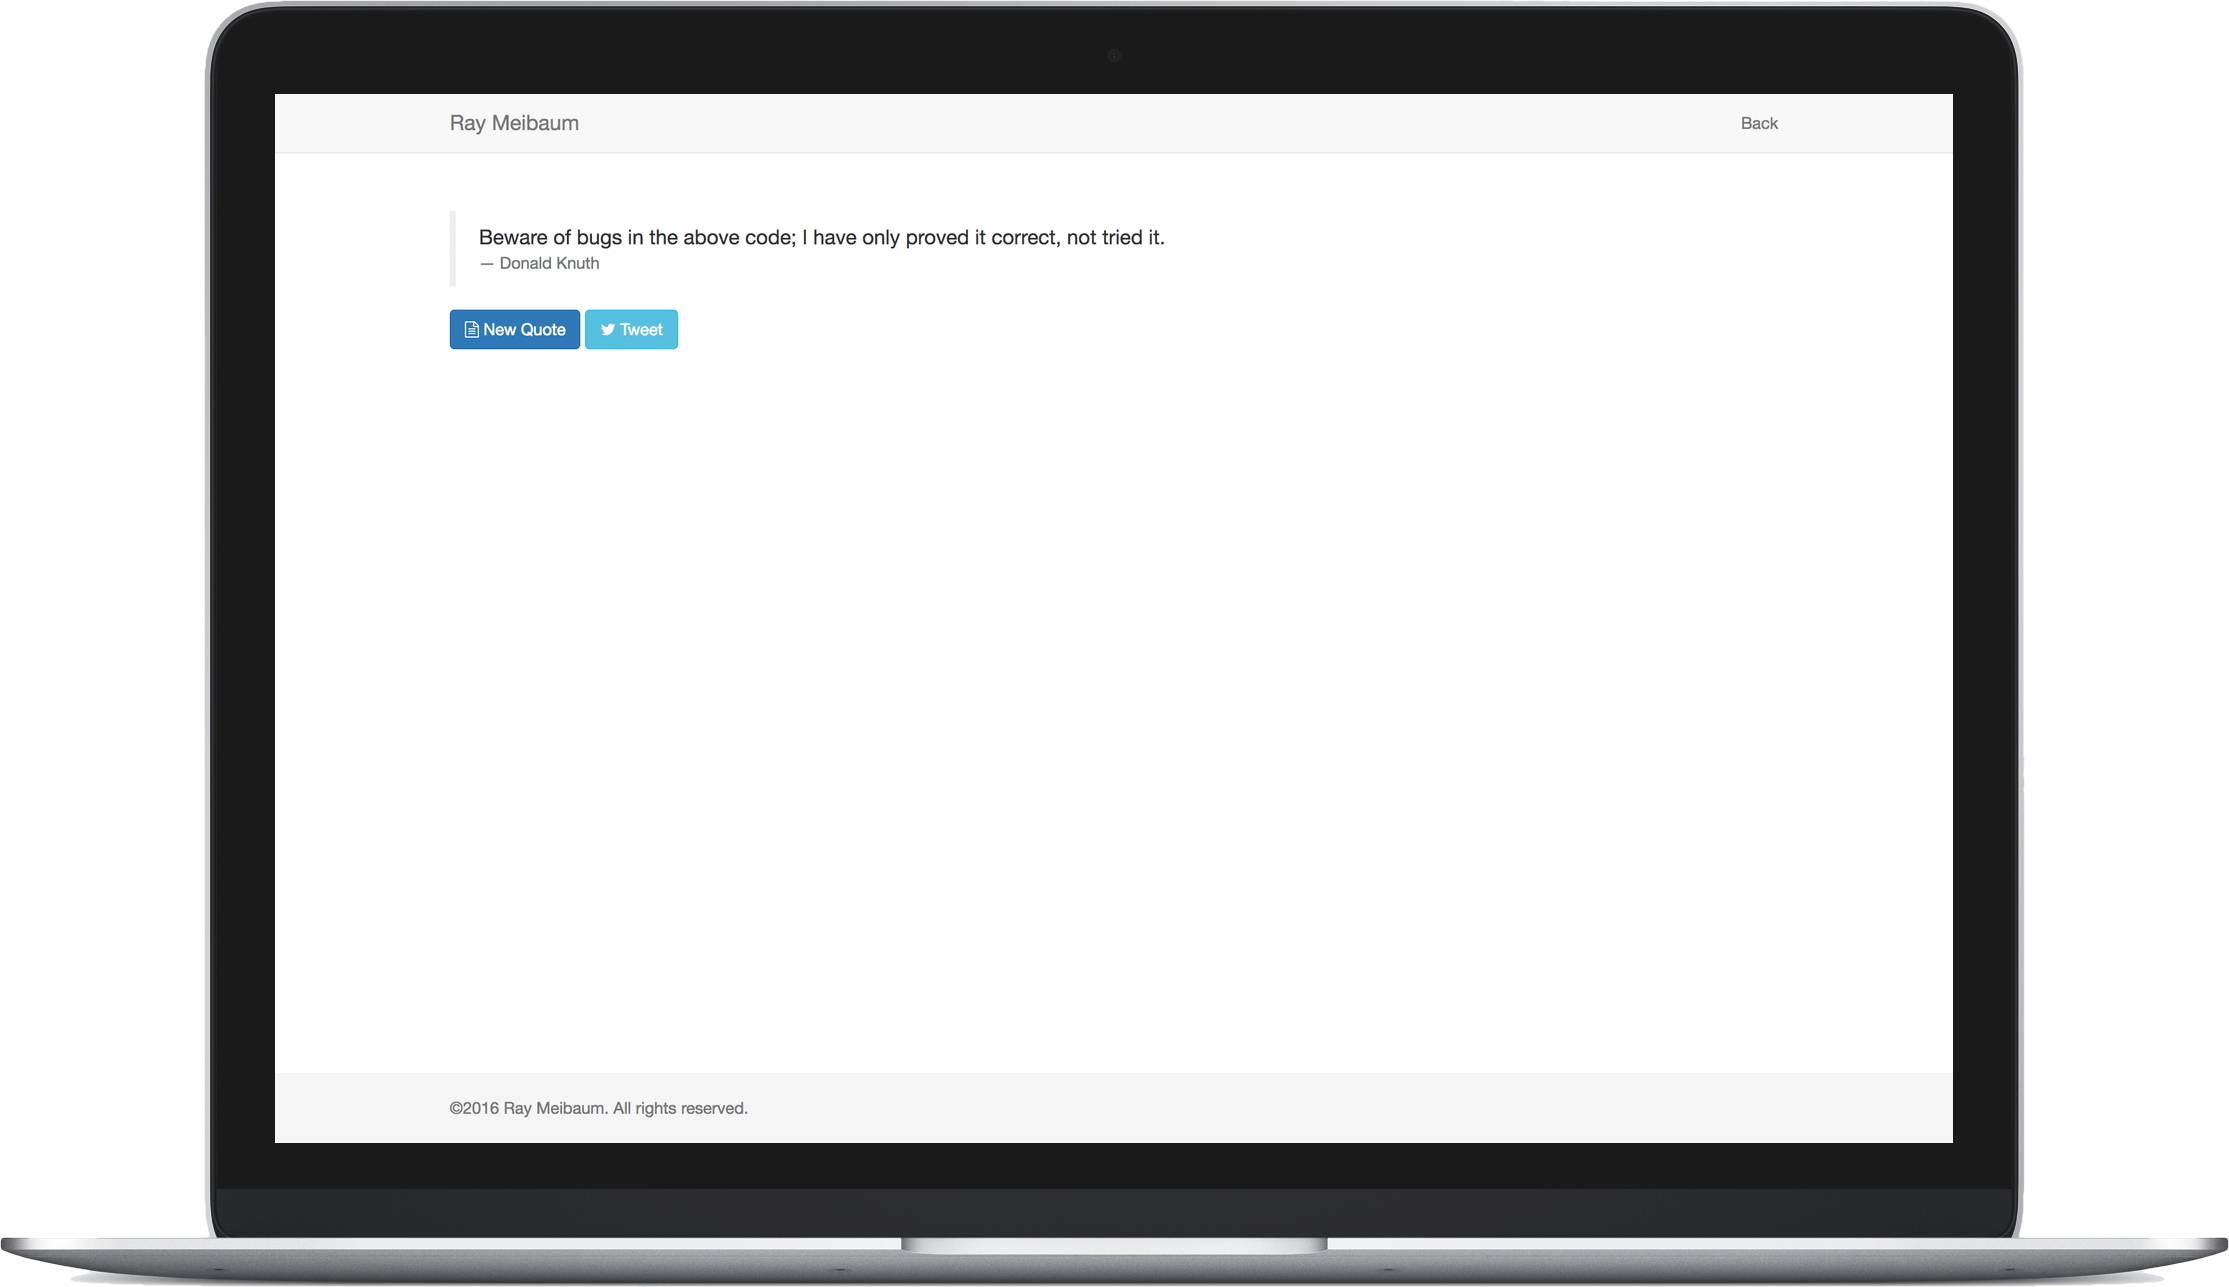 Ray Meibaum
Back
Beware of bugs in the above code; I have only proved it correct, not tried it.
— Donald Knuth
New Quote
Tweet
©2016 Ray Meibaum. All rights reserved.